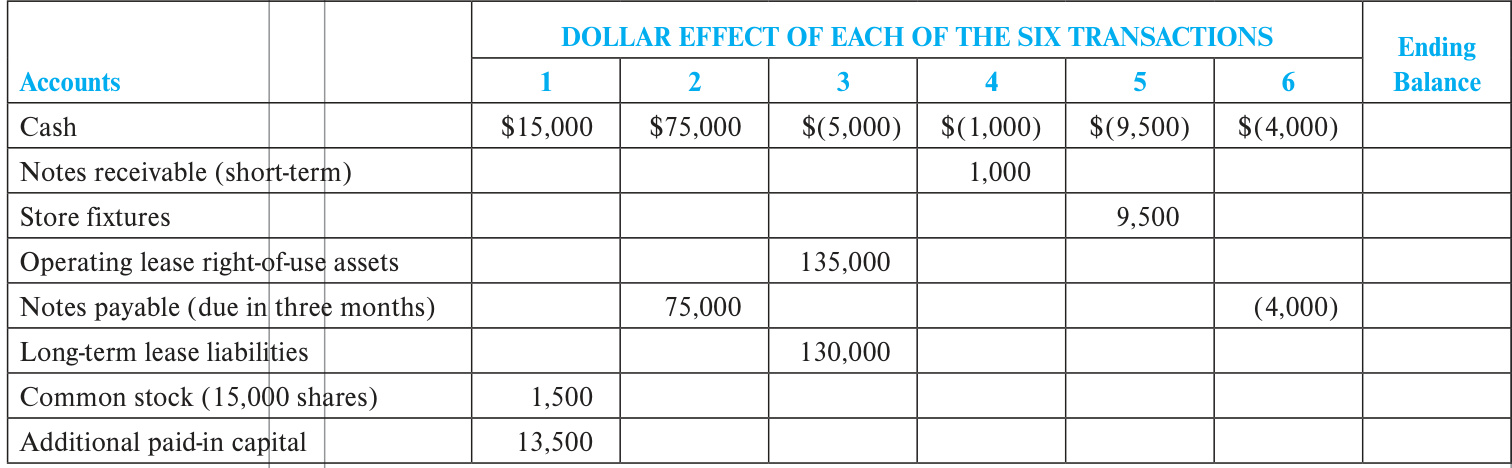 DOLLAR EFFECT OF EACH OF THE SIX TRANSACTIONS
Ending
Accounts 1 2 3 4 5 6 Balance
Cash $15,000 $75,000 $(5,000) $(1,000) $(9,500) $(4,000)
Notes receivable (short-term) 1,000
Store fixtures 9,500
Operating lease right-of-use assets 135,000
Notes payable (due in three months) 75,000 (4,000)
Long-term lease liabilities 130,000
Common stock (15,000 shares) 1,500
Additional paid-in capital 13,500